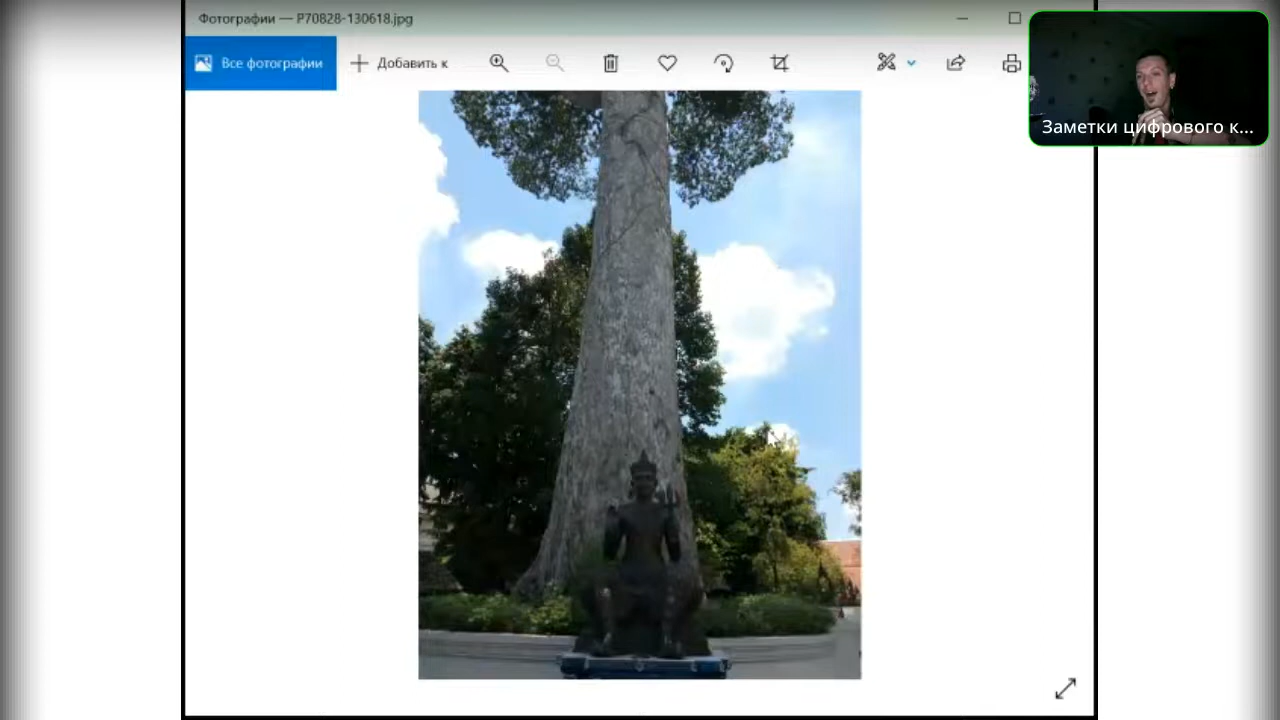 Фотографии — P70828-130618.jpg
Все фотографии
Добавить к
Заметки цифрового к...